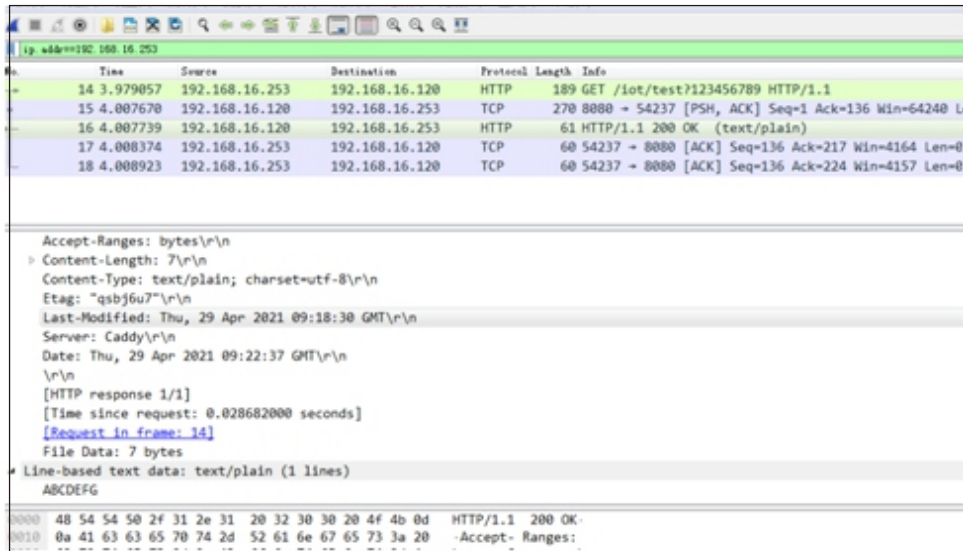 ip.addr==192.168.16.253
No. Time Source Destination Protocol Length Info
14 3.979057 192.168.16.253 192.168.16.120 HTTP 189 GET /iot/test?123456789 HTTP/1.1
15 4.007670 192.168.16.120 192.168.16.253 TCP 270 8080 → 54237 [PSH, ACK] Seq=1 Ack=136 Win=64240
16 4.007739 192.168.16.120 192.168.16.253 HTTP 61 HTTP/1.1 200 OK (text/plain)
17 4.008374 192.168.16.253 192.168.16.120 TCP 60 54237 → 8080 [ACK] Seq=136 Ack=217 Win=4164 Len=0
18 4.008923 192.168.16.253 192.168.16.120 TCP 60 54237 → 8080 [ACK] Seq=136 Ack=224 Win=4157 Len=0
Accept-Ranges: bytes\r\n
Content-Length: 7\r\n
Content-Type: text/plain; charset=utf-8\r\n
Etag: "qsbj6u7"\r\n
Last-Modified: Thu, 29 Apr 2021 09:18:30 GMT\r\n
Server: Caddy\r\n
Date: Thu, 29 Apr 2021 09:22:37 GMT\r\n
\r\n
[HTTP response 1/1]
[Time since request: 0.028682000 seconds]
[Request in frame: 14]
File Data: 7 bytes
Line-based text data: text/plain (1 lines)
ABCDEFG
0000 48 54 54 50 2f 31 2e 31 20 32 30 30 20 4f 4b 0d HTTP/1.1 200 OK·
0010 0a 41 63 63 65 70 74 2d 52 61 6e 67 65 73 3a 20 ·Accept- Ranges: